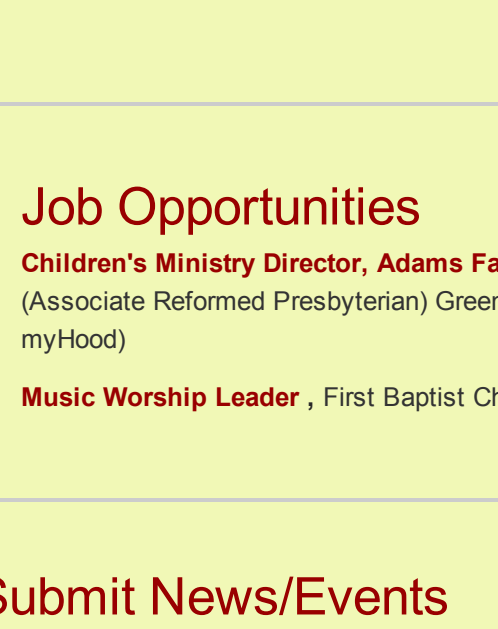 Job Opportunities
Children's Ministry Director, Adams Fa
(Associate Reformed Presbyterian) Green
myHood)
Music Worship Leader , First Baptist Ch
Submit News/Events